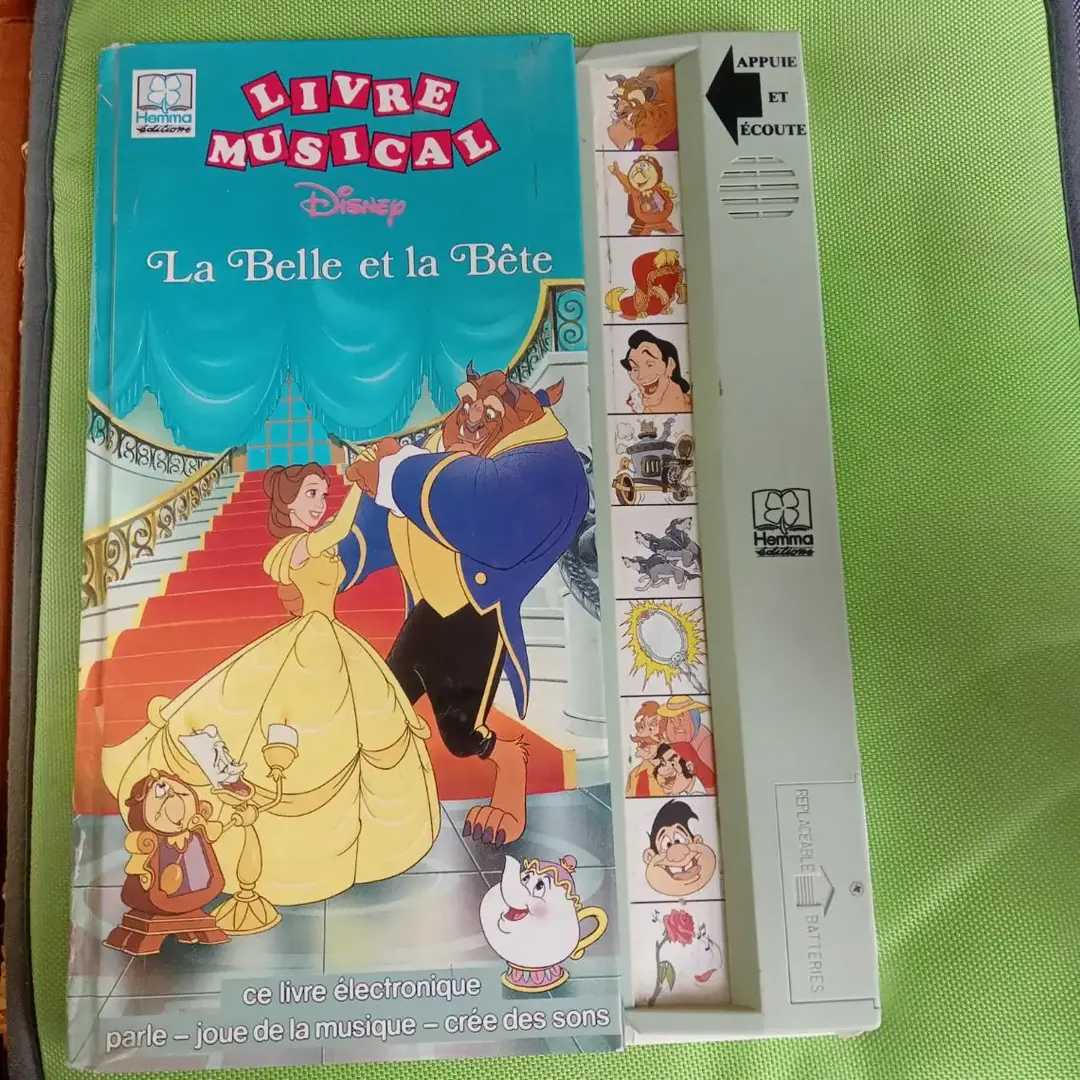 Hemma
éditions
LIVRE
MUSICAL
Disney
La Belle et la Bête
ce livre électronique
parle – joue de la musique – crée des sons
APPUIE
ET
ÉCOUTE
Hemma
éditions
REPLACEABLE
BATTERIES